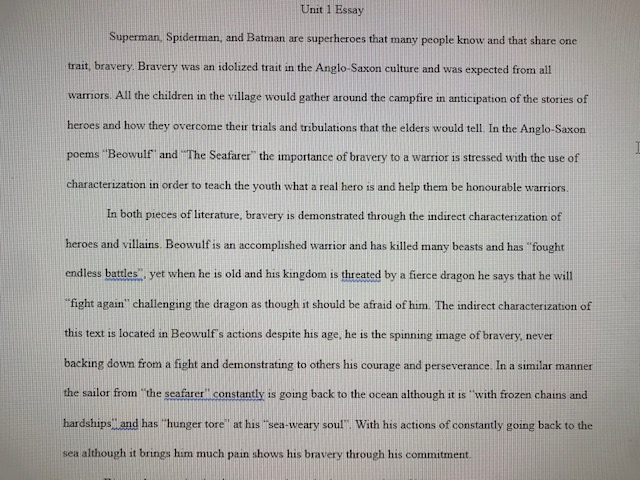 Unit 1 Essay
Superman, Spiderman, and Batman are superheroes that many people know and that share one
trait, bravery. Bravery was an idolized trait in the Anglo-Saxon culture and was expected from all
warriors. All the children in the village would gather around the campfire in anticipation of the stories of
heroes and how they overcome their trials and tribulations that the elders would tell. In the Anglo-Saxon
poems "Beowulf" and "The Seafarer" the importance of bravery to a warrior is stressed with the use of
characterization in order to teach the youth what a real hero is and help them be honourable warriors.
In both pieces of literature, bravery is demonstrated through the indirect characterization of
heroes and villains. Beowulf is an accomplished warrior and has killed many beasts and has "fought
endless battles", yet when he is old and his kingdom is threated by a fierce dragon he says that he will
"fight again" challenging the dragon as though it should be afraid of him. The indirect characterization of
this text is located in Beowulf's actions despite his age, he is the spinning image of bravery, never
backing down from a fight and demonstrating to others his courage and perseverance. In a similar manner
the sailor from "the seafarer" constantly is going back to the ocean although it is "with frozen chains and
hardships" and has "hunger tore" at his "sea-weary soul". With his actions of constantly going back to the
sea although it brings him much pain shows his bravery through his commitment.